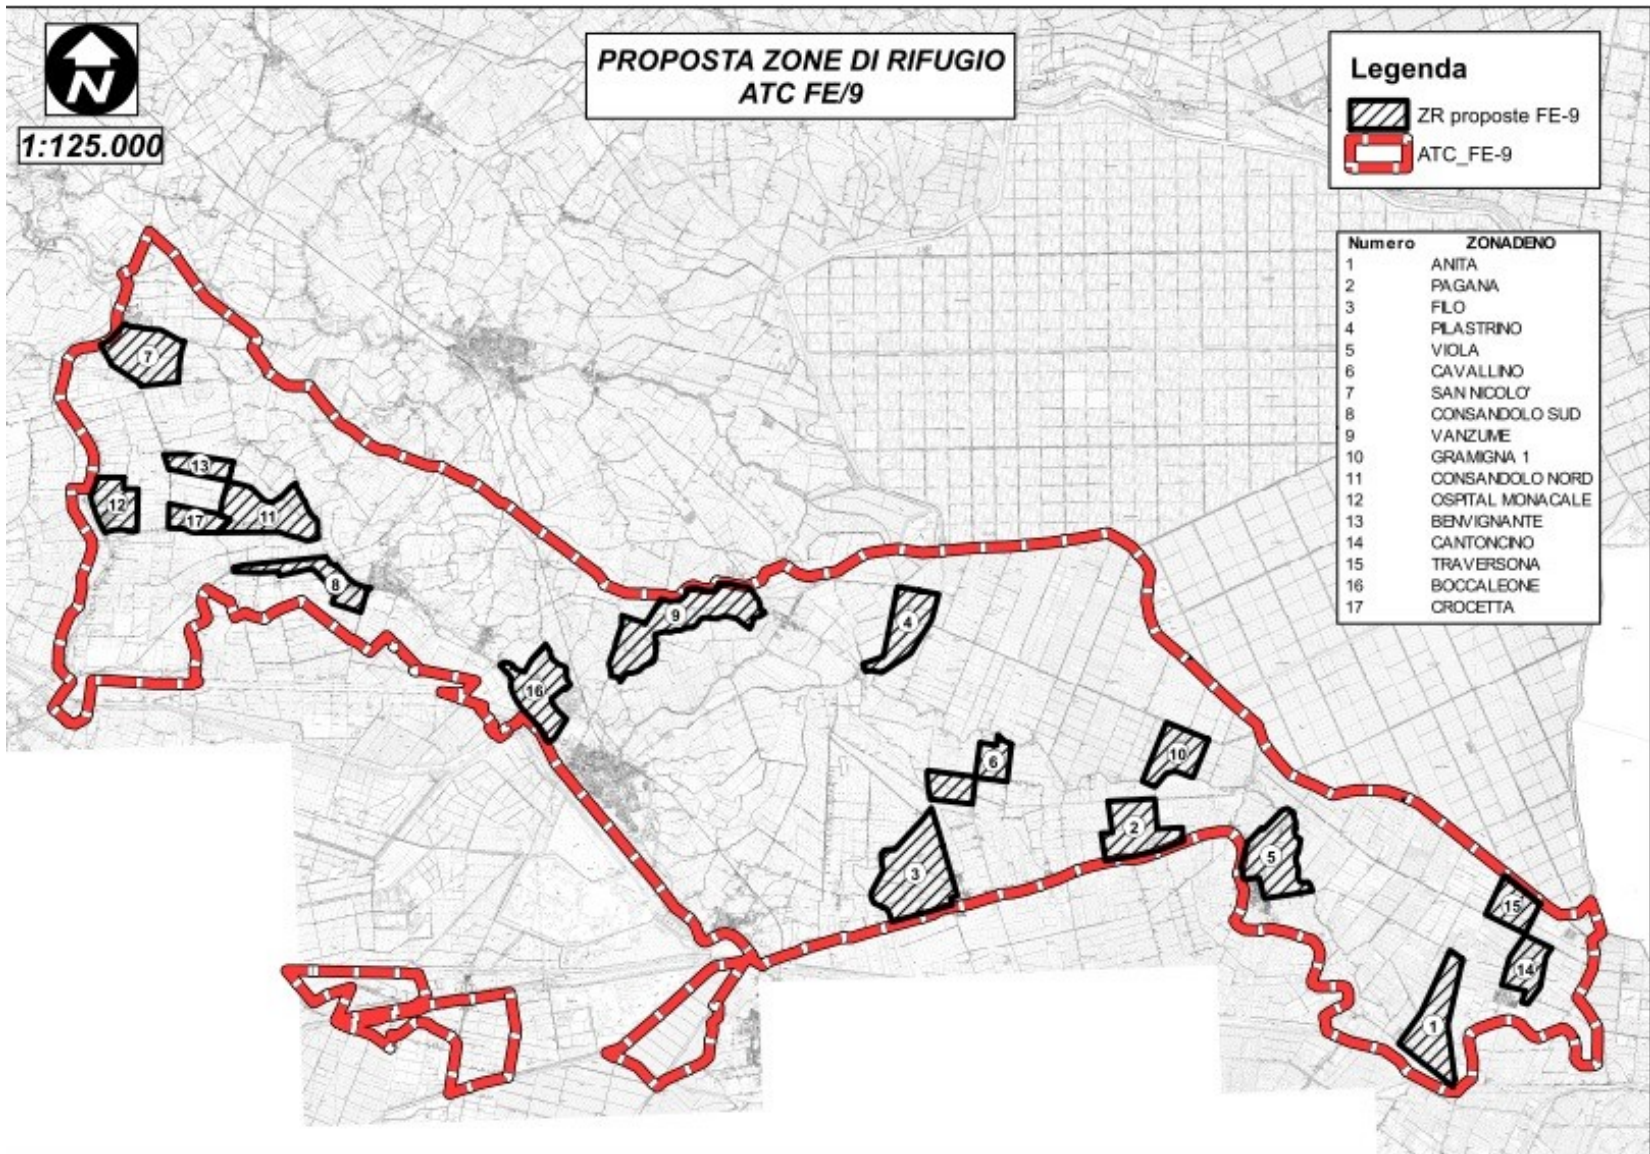 N
1:125.000
PROPOSTA ZONE DI RIFUGIO
ATC FE/9
Legenda
ZR proposte FE-9
ATC_FE-9
Numero ZONADENO
1 ANITA
2 PAGANA
3 FILO
4 PILASTRINO
5 VIOLA
6 CAVALLINO
7 SAN NICOLO'
8 CONSANDOLO SUD
9 VANZUME
10 GRAMIGNA 1
11 CONSANDOLO NORD
12 OSPITAL MONACALE
13 BENVIGNANTE
14 CANTONCINO
15 TRAVERSONA
16 BOCCALEONE
17 CROCETTA
7
13
12
17
11
8
9
4
16
6
10
2
3
5
15
14
1